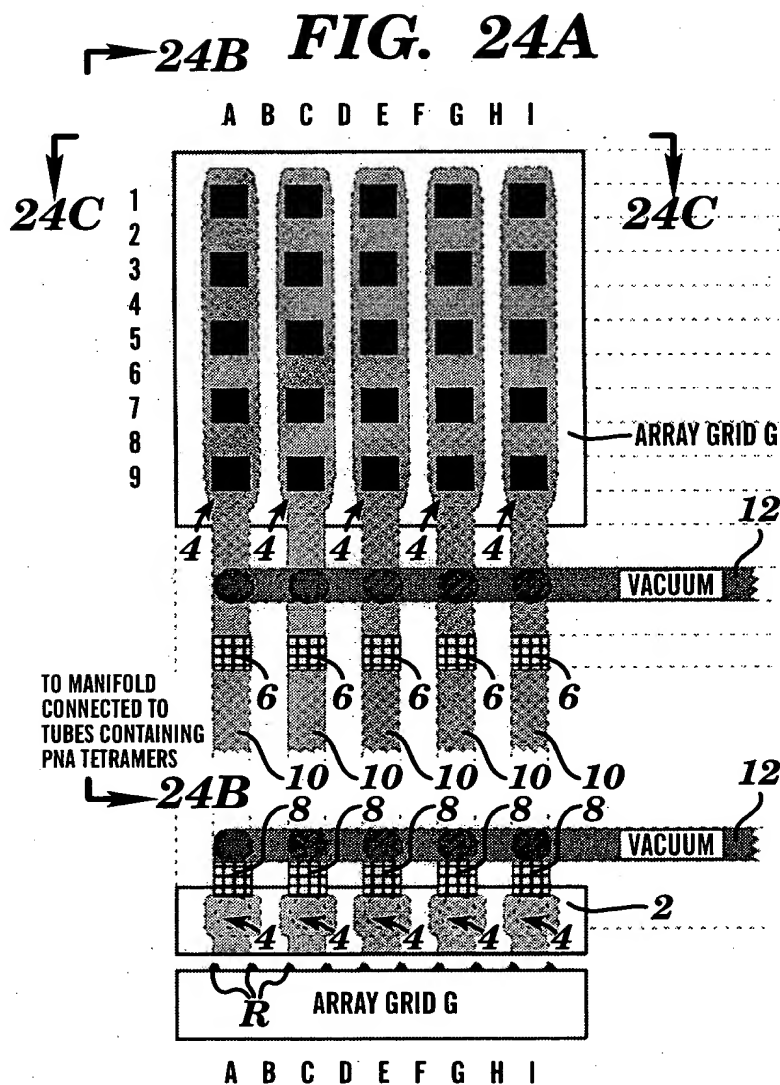 FIG. 24A
24B
A B C D E F G H I
24C 24C
1
2
3
4
5
6
7
8
9
ARRAY GRID G
4 4 4 4 4
12
VACUUM
6 6 6 6 6
TO MANIFOLD
CONNECTED TO
TUBES CONTAINING
PNA TETRAMERS
10 10 10 10 10
24B
8 8 8 8 8
12
VACUUM
2
4 4 4 4 4
R
ARRAY GRID G
A B C D E F G H I